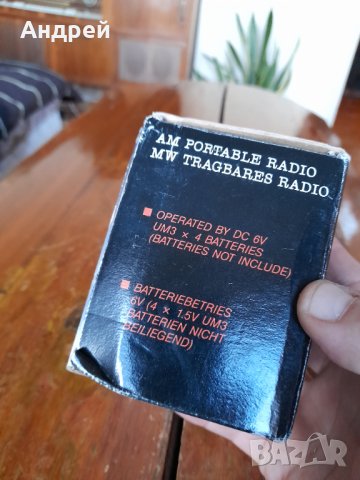 Андрей
AM PORTABLE RADIO
MW TRAGBARES RADIO
OPERATED BY DC 6V
UM3 × 4 BATTERIES
(BATTERIES NOT INCLUDE)
BATTERIEBETRIES
6V (4 × 1.5V UM3
BATTERIEN NICHT
BEILIEGEND)
BAZAR
bg